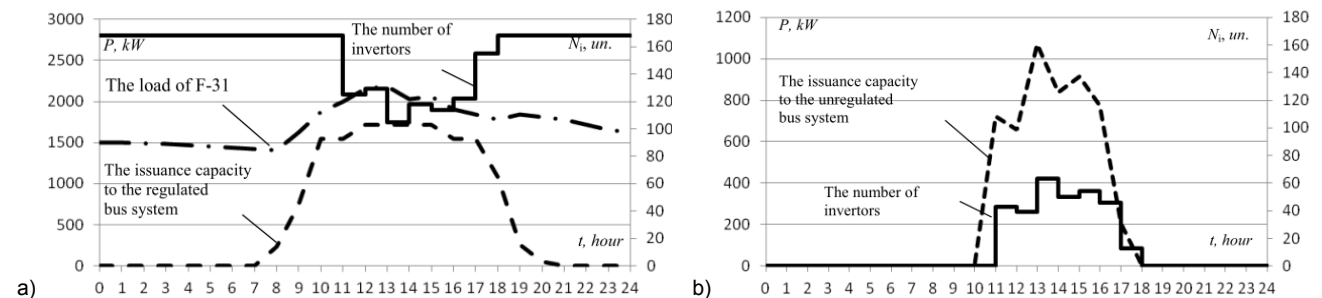 3000
2500
2000
1500
1000
500
0
P, kW
The load of F-31
The issuance capacity
to the regulated
bus system
The number of
invertors
Nᵢ, un.
t, hour
180
160
140
120
100
80
60
40
20
0
0 1 2 3 4 5 6 7 8 9 10 11 12 13 14 15 16 17 18 19 20 21 22 23 24
a)
1200
1000
800
600
400
200
0
P, kW
The issuance capacity
to the unregulated
bus system
The number of
invertors
Nᵢ, un.
t, hour
180
160
140
120
100
80
60
40
20
0
0 1 2 3 4 5 6 7 8 9 10 11 12 13 14 15 16 17 18 19 20 21 22 23 24
b)